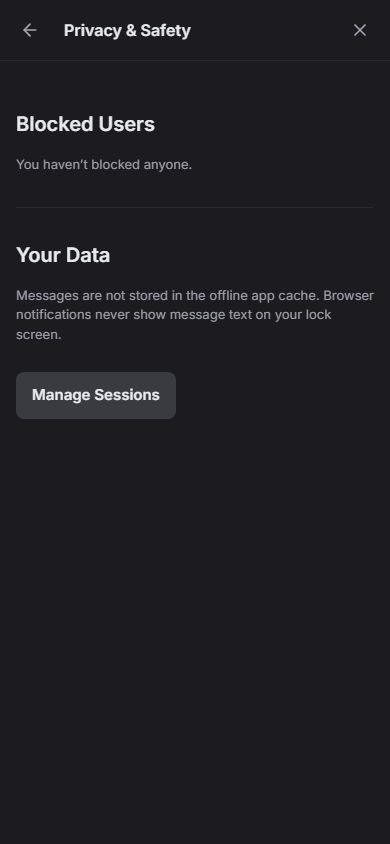 Privacy & Safety
Blocked Users
You haven’t blocked anyone.
Your Data
Messages are not stored in the offline app cache. Browser
notifications never show message text on your lock
screen.
Manage Sessions